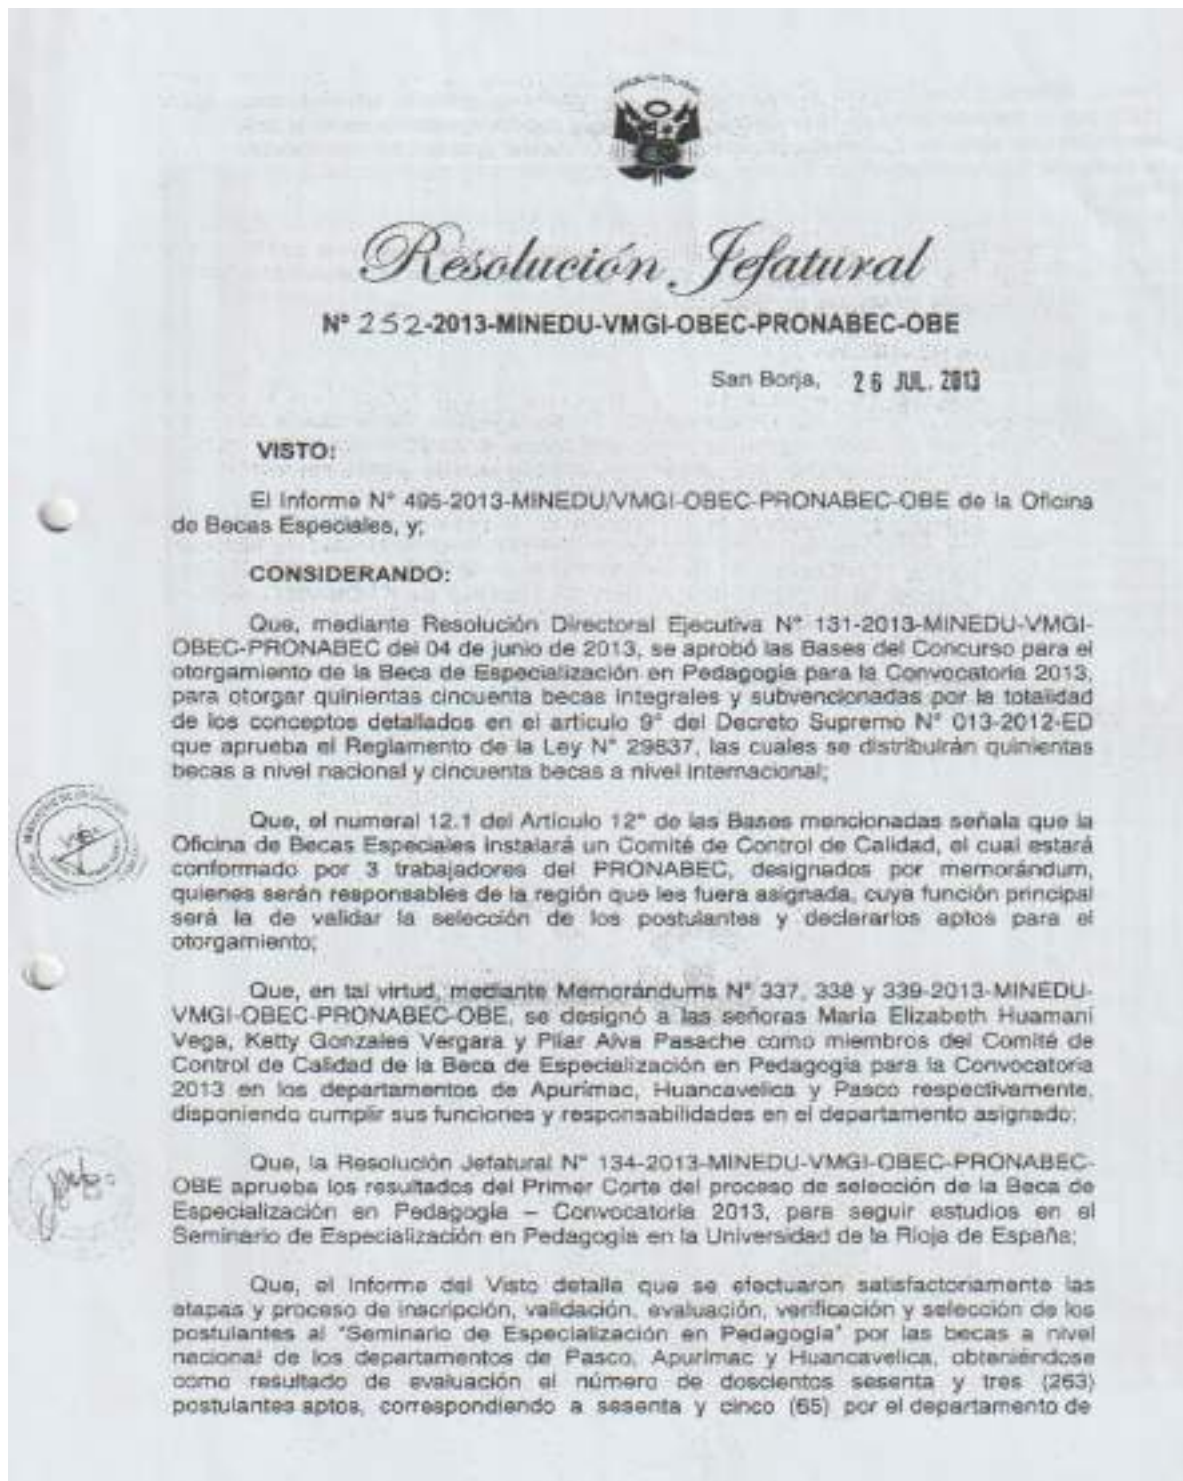 Resolución Jefatural
Nº 252-2013-MINEDU-VMGI-OBEC-PRONABEC-OBE
San Borja, 26 JUL. 2013
VISTO:
El Informe N° 495-2013-MINEDU/VMGI-OBEC-PRONABEC-OBE de la Oficina
de Becas Especiales, y;
CONSIDERANDO:
Que, mediante Resolución Directoral Ejecutiva N° 131-2013-MINEDU-VMGI-
OBEC-PRONABEC del 04 de junio de 2013, se aprobó las Bases del Concurso para el
otorgamiento de la Beca de Especialización en Pedagogía para la Convocatoria 2013,
para otorgar quinientas cincuenta becas integrales y subvencionadas por la totalidad
de los conceptos detallados en el artículo 9° del Decreto Supremo N° 013-2012-ED
que aprueba el Reglamento de la Ley N° 29837, las cuales se distribuirán quinientas
becas a nivel nacional y cincuenta becas a nivel internacional;
Que, el numeral 12.1 del Artículo 12° de las Bases mencionadas señala que la
Oficina de Becas Especiales instalará un Comité de Control de Calidad, el cual estará
conformado por 3 trabajadores del PRONABEC, designados por memorándum,
quienes serán responsables de la región que les fuera asignada, cuya función principal
será la de validar la selección de los postulantes y declararlos aptos para el
otorgamiento;
Que, en tal virtud, mediante Memorándums N° 337, 338 y 339-2013-MINEDU-
VMGI-OBEC-PRONABEC-OBE, se designó a las señoras Maria Elizabeth Huamaní
Vega, Katty Gonzales Vergara y Pilar Alva Pasache como miembros del Comité de
Control de Calidad de la Beca de Especialización en Pedagogía para la Convocatoria
2013 en los departamentos de Apurímac, Huancavelica y Pasco respectivamente,
disponiendo cumplir sus funciones y responsabilidades en el departamento asignado;
Que, la Resolución Jefatural N° 134-2013-MINEDU-VMGI-OBEC-PRONABEC-
OBE aprueba los resultados del Primer Corte del proceso de selección de la Beca de
Especialización en Pedagogía – Convocatoria 2013, para seguir estudios en el
Seminario de Especialización en Pedagogía en la Universidad de la Rioja de España;
Que, el Informe del Visto detalla que se efectuaron satisfactoriamente las
etapas y proceso de inscripción, validación, evaluación, verificación y selección de los
postulantes al "Seminario de Especialización en Pedagogía" por las becas a nivel
nacional de los departamentos de Pasco, Apurímac y Huancavelica, obteniéndose
como resultado de evaluación el número de doscientos sesenta y tres (263)
postulantes aptos, correspondiendo a sesenta y cinco (65) por el departamento de